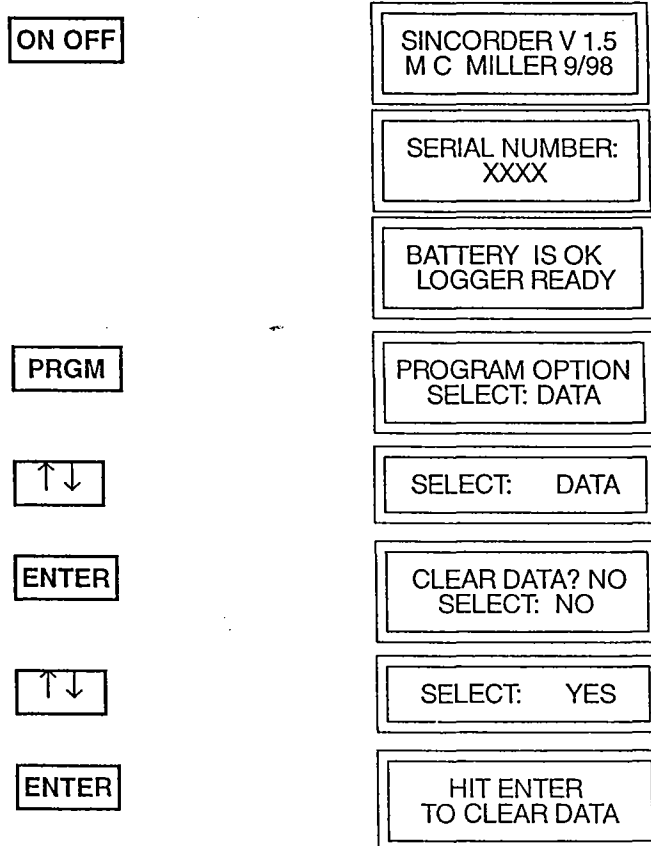 ON OFF
SINCORDER V 1.5
M C MILLER 9/98
SERIAL NUMBER:
XXXX
BATTERY IS OK
LOGGER READY
PRGM
PROGRAM OPTION
SELECT: DATA
↑↓
SELECT: DATA
ENTER
CLEAR DATA? NO
SELECT: NO
↑↓
SELECT: YES
ENTER
HIT ENTER
TO CLEAR DATA